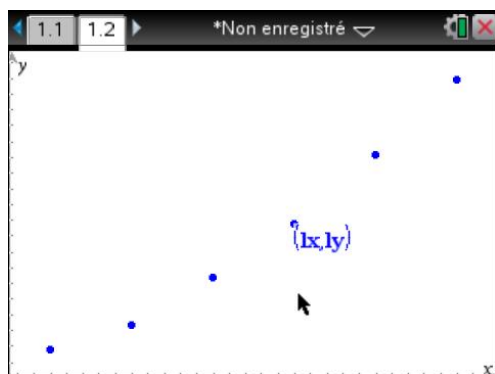 1.1 1.2 *Non enregistré
y
(lx,ly)
x